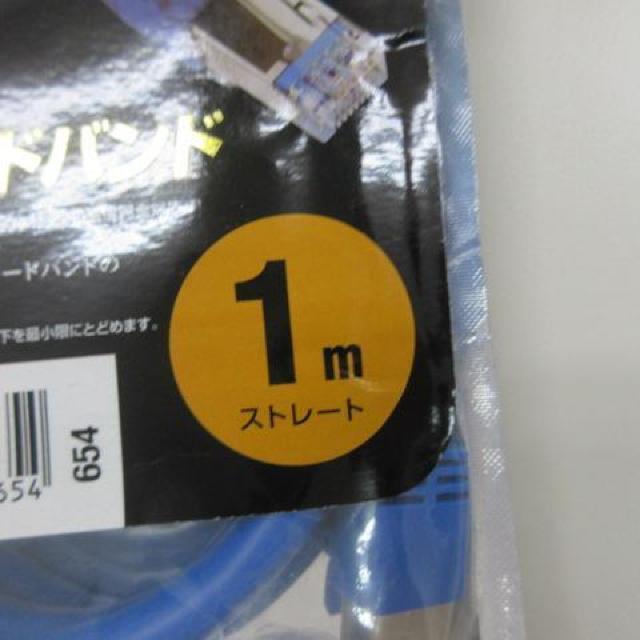 ドバンド
ードバンドの
下を最小限にとどめます。
1m
ストレート
654
654